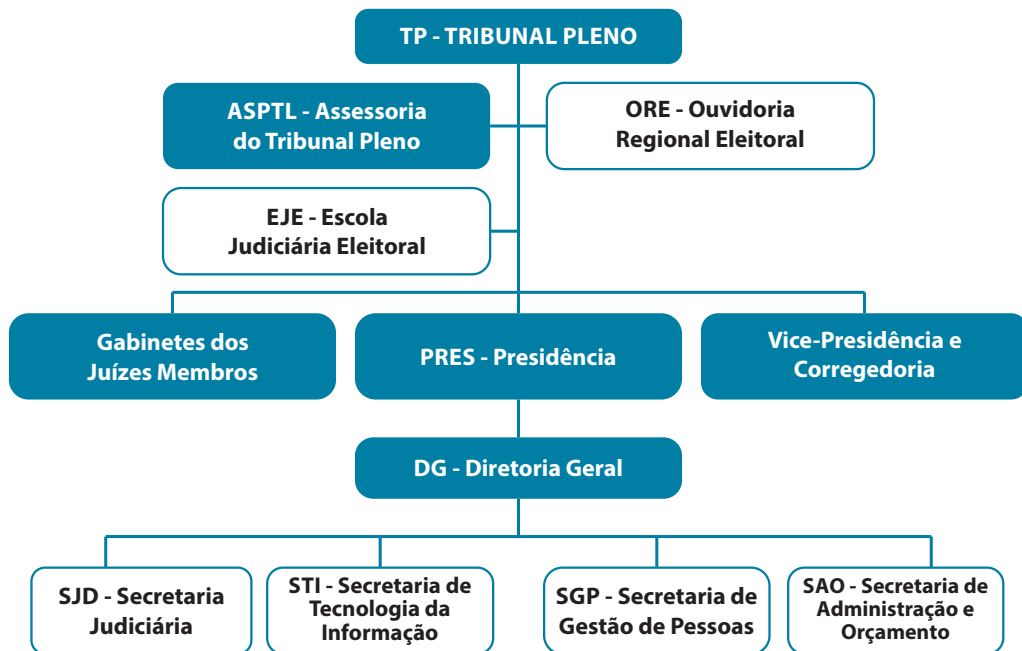 TP - TRIBUNAL PLENO
ASPTL - Assessoria
do Tribunal Pleno
ORE - Ouvidoria
Regional Eleitoral
EJE - Escola
Judiciária Eleitoral
Gabinetes dos
Juízes Membros
PRES - Presidência
Vice-Presidência e
Corregedoria
DG - Diretoria Geral
SJD - Secretaria
Judiciária
STI - Secretaria de
Tecnologia da
Informação
SGP - Secretaria de
Gestão de Pessoas
SAO - Secretaria de
Administração e
Orçamento